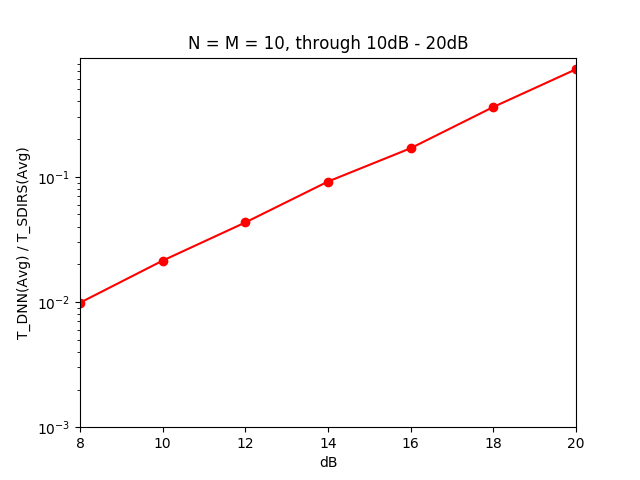 N = M = 10, through 10dB - 20dB
T_DNN(Avg) / T_SDIRS(Avg)
10⁻¹
10⁻²
10⁻³
8 10 12 14 16 18 20
dB